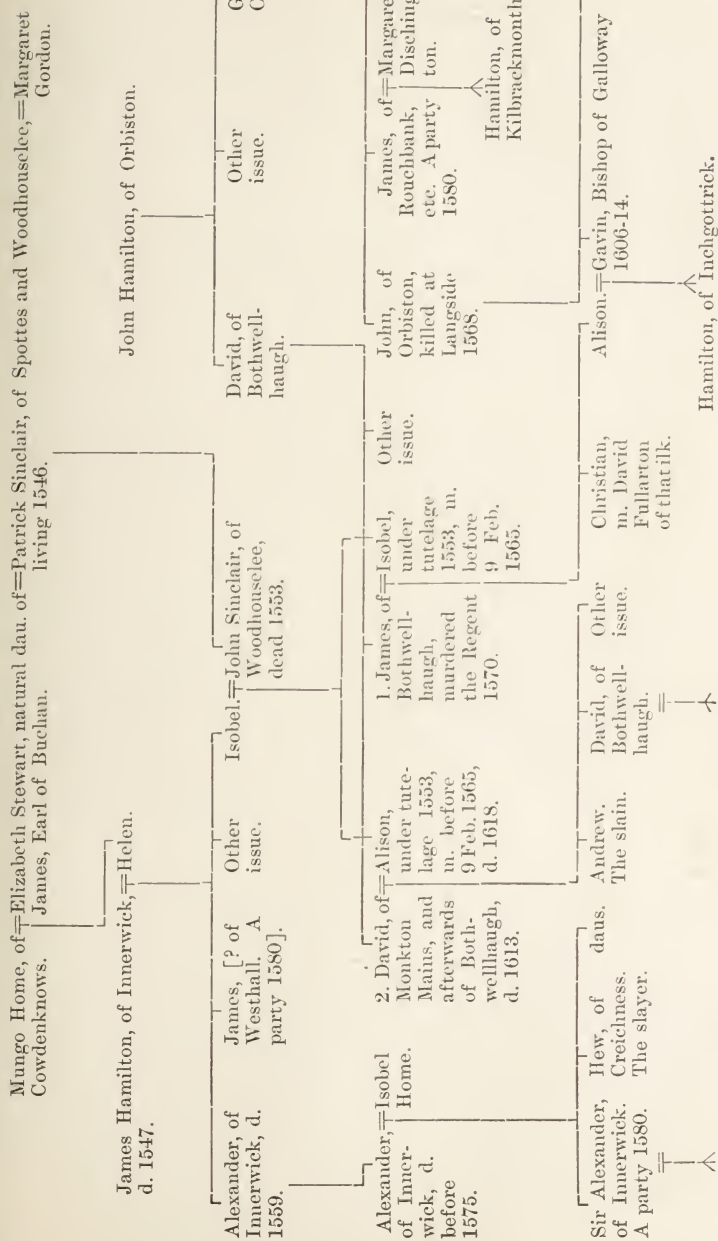 Mungo Home, of╤Elizabeth Stewart, natural dau. of╤Patrick Sinclair, of Spottes and Woodhouselee,═Margaret
Cowdenknows. James, Earl of Buchan. living 1546. Gordon.
James Hamilton, of Innerwick,╤Helen.
d. 1547.
John Hamilton, of Orbiston.
Alexander, of
Innerwick, d.
1559.
James, [? of
Westhall. A
party 1580].
Other
issue.
Isobel.╤John Sinclair, of
Woodhouselee,
dead 1553.
David, of
Bothwell-
haugh.
Other
issue.
G
C
Alexander,╤Isobel
of Inner- Home.
wick, d.
before
1575.
2. David, of╤Alison,
Monkton under tute-
Mains, and lage 1553,
afterwards m. before
of Both- 9 Feb. 1565,
wellhaugh, d. 1618.
d. 1613.
1. James, of╤Isobel,
Bothwell- under
haugh, tutelage
murdered 1553, m.
the Regent before
1570. 9 Feb.
1565.
Other
issue.
John, of
Orbiston,
killed at
Langside
1568.
James, of╤Margare
Rouchbank, Disching
etc. A party ton.
1580.
Hamilton, of
Kilbrackmonth
Sir Alexander,
of Innerwick.
A party 1580.
Hew, of
Creichness.
The slayer.
daus.
Andrew.
The slain.
David, of
Bothwell-
haugh.
Other
issue.
Christian,
m. David
Fullarton
of that ilk.
Alison.╤Gavin, Bishop of Galloway
1606-14.
Hamilton, of Inchgottrick.